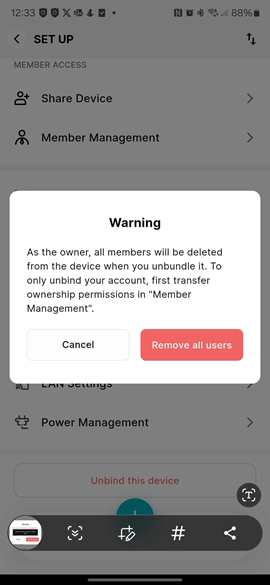 12:33
88%
SET UP
MEMBER ACCESS
Share Device
Member Management
Warning
As the owner, all members will be deleted
from the device when you unbundle it. To
only unbind your account, first transfer
ownership permissions in "Member
Management".
Cancel
Remove all users
LAN Settings
Power Management
Unbind this device